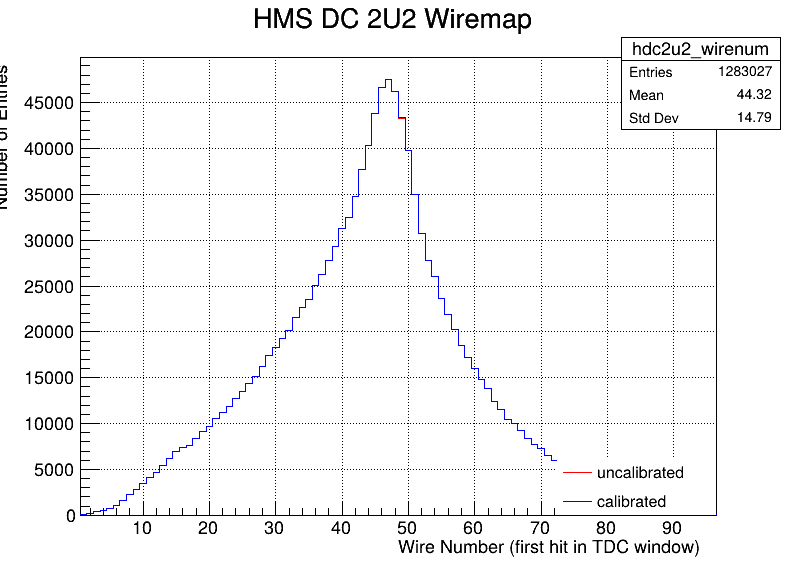 HMS DC 2U2 Wiremap
hdc2u2_wirenum
Entries 1283027
Mean 44.32
Std Dev 14.79
Number of Entries
45000
40000
35000
30000
25000
20000
15000
10000
5000
0
uncalibrated
calibrated
10 20 30 40 50 60 70 80 90
Wire Number (first hit in TDC window)